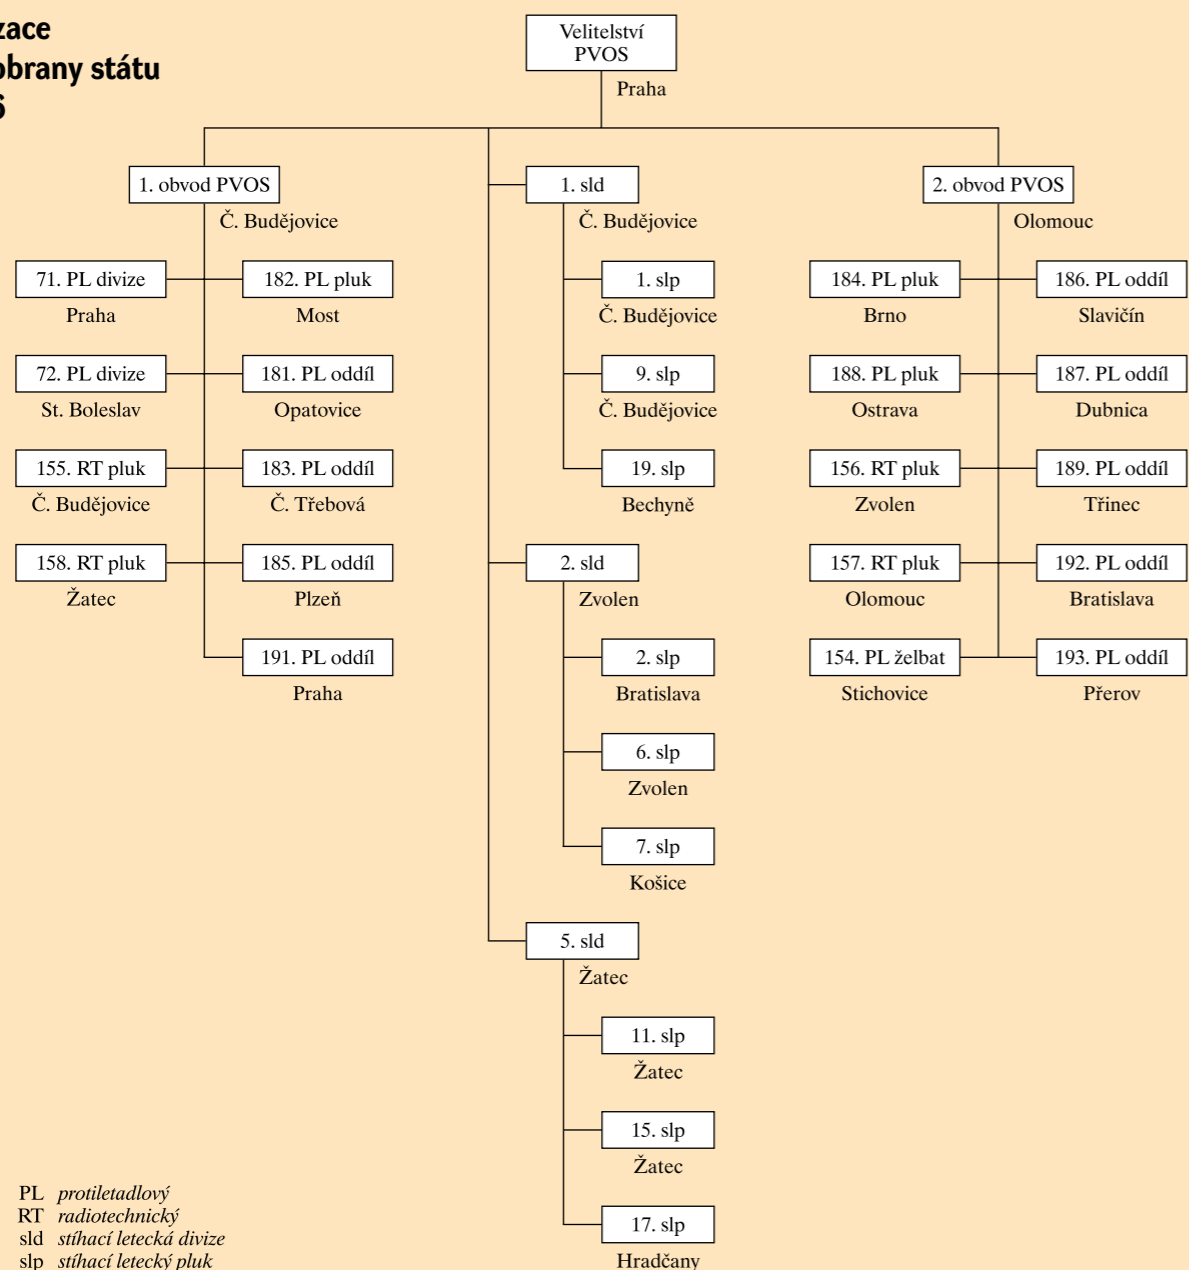 zace
obrany státu
6
Velitelství
PVOS
Praha
1. obvod PVOS
Č. Budějovice
71. PL divize
Praha
182. PL pluk
Most
72. PL divize
St. Boleslav
181. PL oddíl
Opatovice
155. RT pluk
Č. Budějovice
183. PL oddíl
Č. Třebová
158. RT pluk
Žatec
185. PL oddíl
Plzeň
191. PL oddíl
Praha
1. sld
Č. Budějovice
1. slp
Č. Budějovice
9. slp
Č. Budějovice
19. slp
Bechyně
2. sld
Zvolen
2. slp
Bratislava
6. slp
Zvolen
7. slp
Košice
5. sld
Žatec
11. slp
Žatec
15. slp
Žatec
17. slp
Hradčany
2. obvod PVOS
Olomouc
184. PL pluk
Brno
186. PL oddíl
Slavičín
188. PL pluk
Ostrava
187. PL oddíl
Dubnica
156. RT pluk
Zvolen
189. PL oddíl
Třinec
157. RT pluk
Olomouc
192. PL oddíl
Bratislava
154. PL želbat
Stichovice
193. PL oddíl
Přerov
PL protiletadlový
RT radiotechnický
sld stíhací letecká divize
slp stíhací letecký pluk